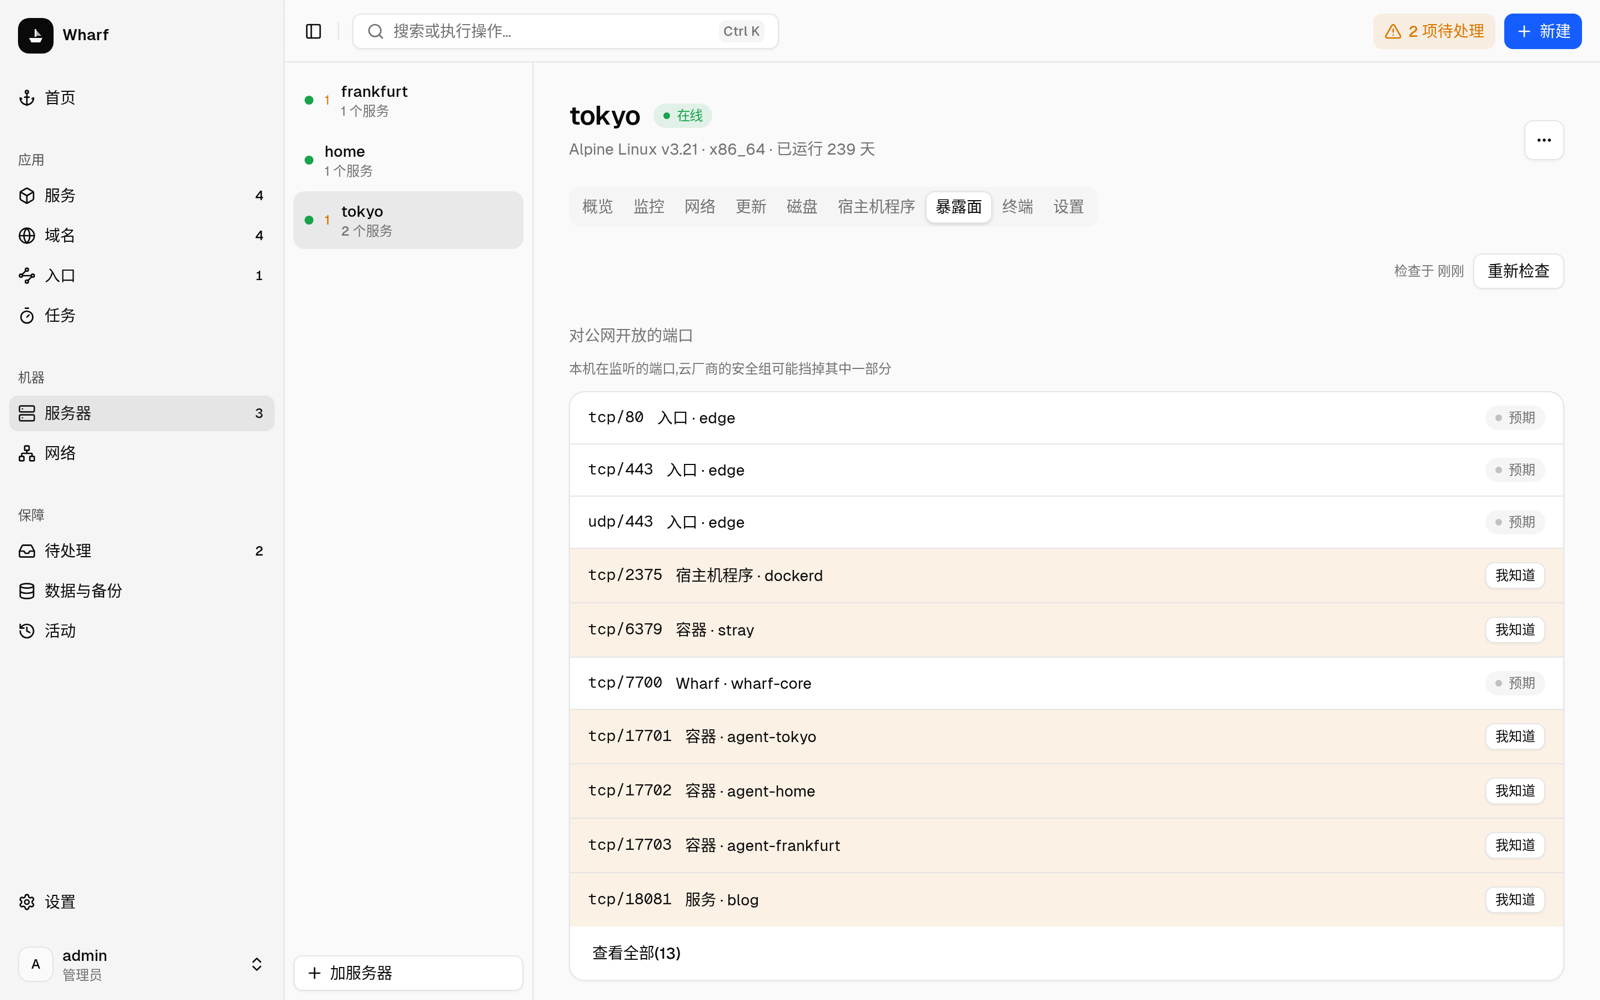 Wharf
首页
应用
服务 4
域名 4
入口 1
任务
机器
服务器 3
网络
保障
待处理 2
数据与备份
活动
设置
A
admin
管理员
搜索或执行操作... Ctrl K
2 项待处理
新建
1 frankfurt
1 个服务
home
1 个服务
1 tokyo
2 个服务
加服务器
tokyo 在线
Alpine Linux v3.21 · x86_64 · 已运行 239 天
概览 监控 网络 更新 磁盘 宿主机程序 暴露面 终端 设置
检查于 刚刚 重新检查
对公网开放的端口
本机在监听的端口,云厂商的安全组可能挡掉其中一部分
tcp/80 入口 · edge 预期
tcp/443 入口 · edge 预期
udp/443 入口 · edge 预期
tcp/2375 宿主机程序 · dockerd 我知道
tcp/6379 容器 · stray 我知道
tcp/7700 Wharf · wharf-core 预期
tcp/17701 容器 · agent-tokyo 我知道
tcp/17702 容器 · agent-home 我知道
tcp/17703 容器 · agent-frankfurt 我知道
tcp/18081 服务 · blog 我知道
查看全部(13)